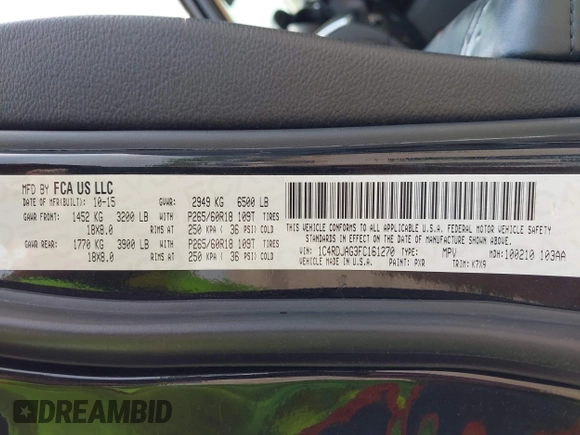 MFD BY FCA US LLC
DATE OF MFR(BUILT): 10-15 GVWR: 2949 KG 6500 LB
GAWR FRONT: 1452 KG 3200 LB WITH P265/60R18 109T TIRES
18X8.0 RIMS AT 250 KPA ( 36 PSI) COLD
GAWR REAR: 1770 KG 3900 LB WITH P265/60R18 109T TIRES
18X8.0 RIMS AT 250 KPA ( 36 PSI) COLD
THIS VEHICLE CONFORMS TO ALL APPLICABLE U.S.A. FEDERAL MOTOR VEHICLE SAFETY
STANDARDS IN EFFECT ON THE DATE OF MANUFACTURE SHOWN ABOVE.
VIN: 1C4RDJAG3FC161270 TYPE: MPV MDH: 100210 103AA
VEHICLE MADE IN U.S.A. PAINT: PXR TRIM: K7X9
DREAMBID